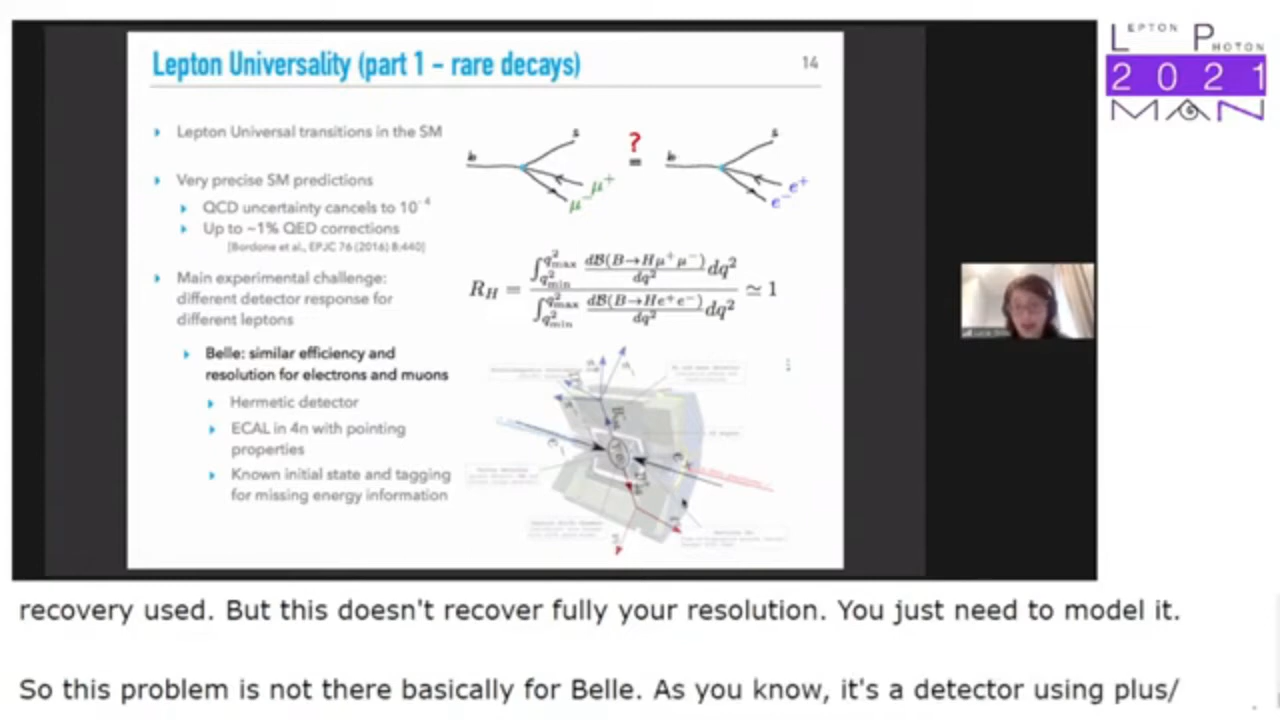 Lepton Universality (part 1 – rare decays)
14
Lepton Universal transitions in the SM
Very precise SM predictions
QCD uncertainty cancels to 10⁻⁴
Up to ~1% QED corrections
[Bordone et al., EPJC 76 (2016) 8:440]
Main experimental challenge:
different detector response for
different leptons
Belle: similar efficiency and
resolution for electrons and muons
Hermetic detector
ECAL in 4π with pointing
properties
Known initial state and tagging
for missing energy information
b s μ⁺ μ⁻ ? = b s e⁺ e⁻
R_H = ∫_{q²min}^{q²max} dB(B→Hμ⁺μ⁻)/dq² dq² / ∫_{q²min}^{q²max} dB(B→He⁺e⁻)/dq² dq² ≃ 1
LEPTON PHOTON
2021
MAN
recovery used. But this doesn't recover fully your resolution. You just need to model it.
So this problem is not there basically for Belle. As you know, it's a detector using plus/